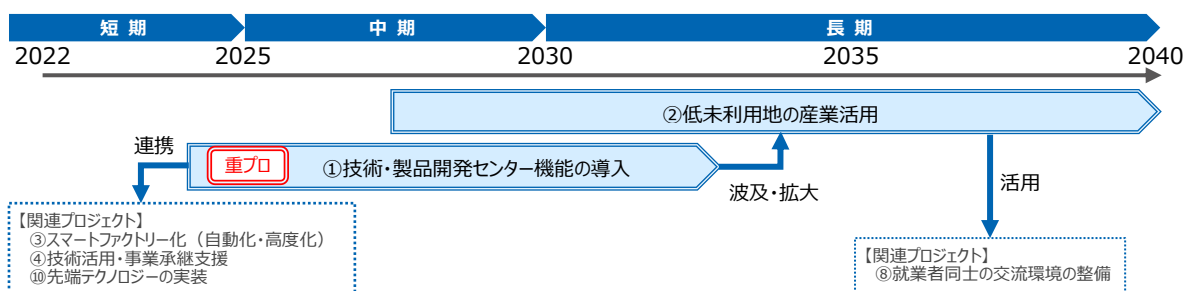 短期 中期 長期
2022 2025 2030 2035 2040
②低未利用地の産業活用
連携
重プロ ①技術・製品開発センター機能の導入
波及・拡大
活用
【関連プロジェクト】
③スマートファクトリー化（自動化・高度化）
④技術活用・事業承継支援
⑩先端テクノロジーの実装
【関連プロジェクト】
⑧就業者同士の交流環境の整備